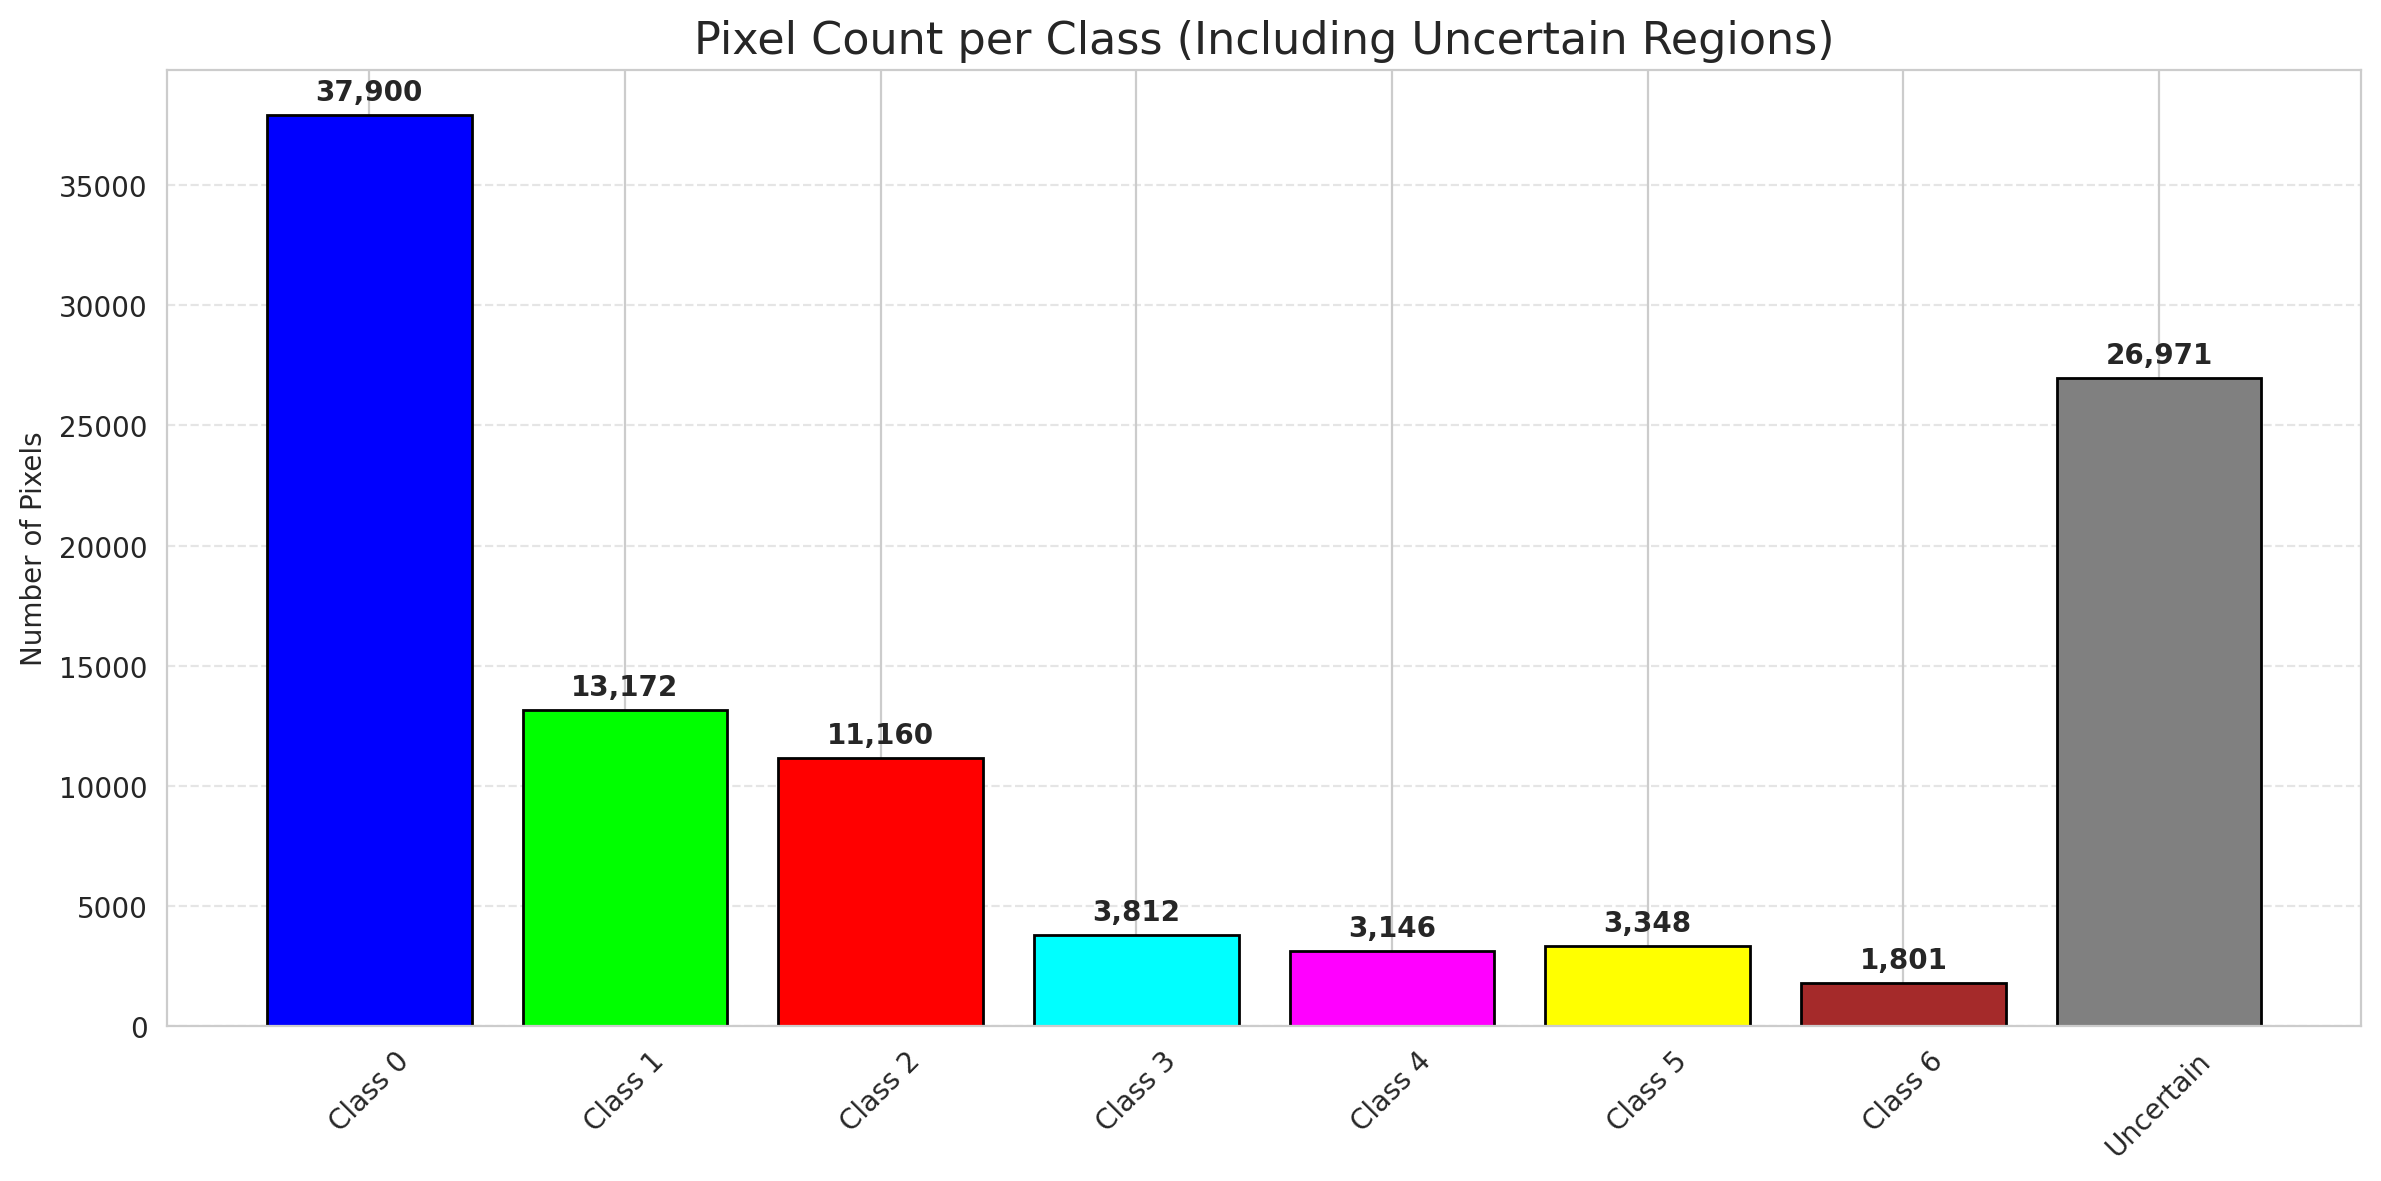 Pixel Count per Class (Including Uncertain Regions)
Number of Pixels
35000
30000
25000
20000
15000
10000
5000
0
37,900
13,172
11,160
3,812
3,146
3,348
1,801
26,971
Class 0
Class 1
Class 2
Class 3
Class 4
Class 5
Class 6
Uncertain